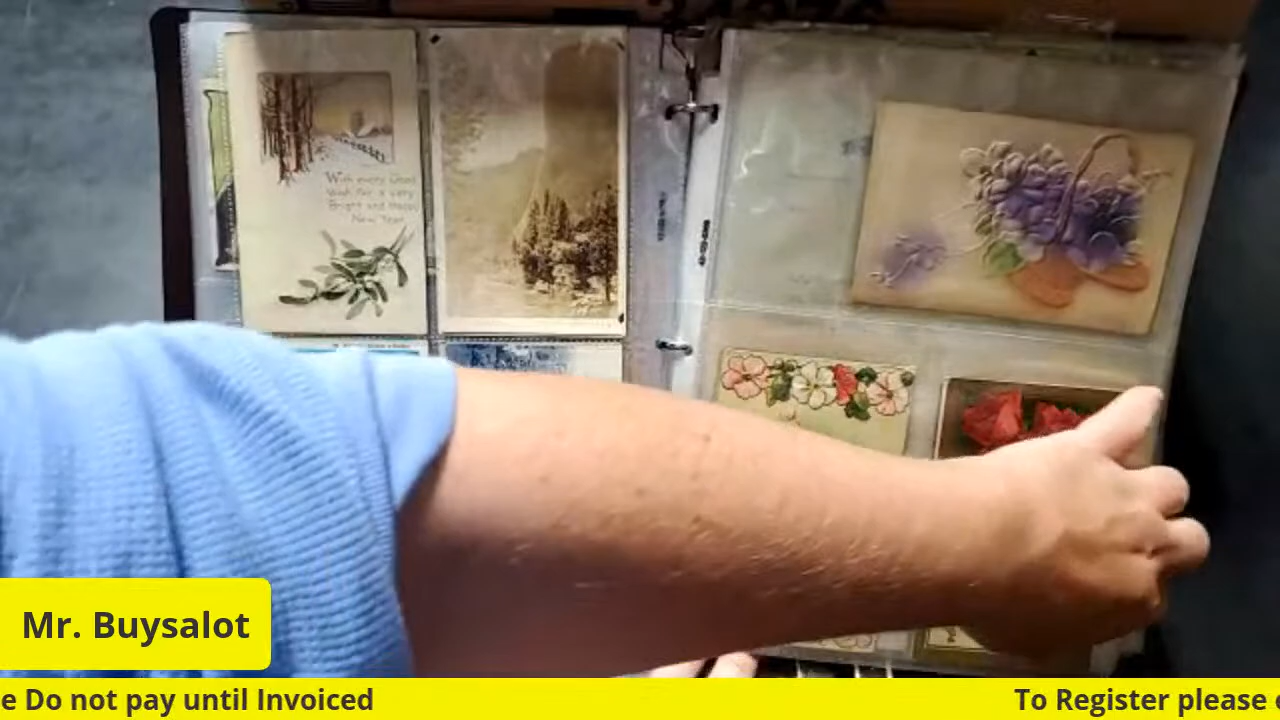 With every Good
Wish for a very
Bright and Happy
New Year.
Mr. Buysalot
e Do not pay until Invoiced
To Register please